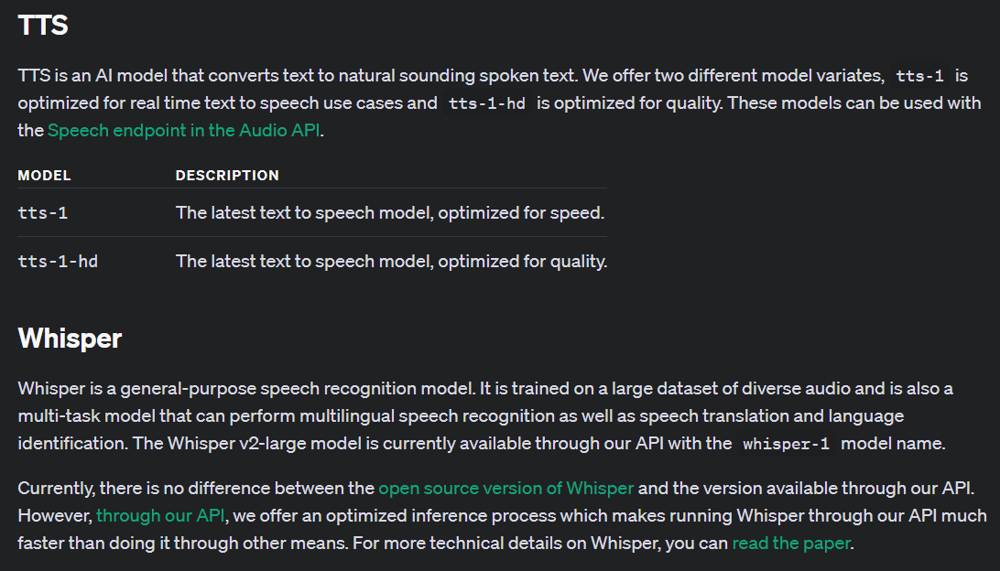 TTS
TTS is an AI model that converts text to natural sounding spoken text. We offer two different model variates, tts-1 is
optimized for real time text to speech use cases and tts-1-hd is optimized for quality. These models can be used with
the Speech endpoint in the Audio API.
MODEL DESCRIPTION
tts-1 The latest text to speech model, optimized for speed.
tts-1-hd The latest text to speech model, optimized for quality.
Whisper
Whisper is a general-purpose speech recognition model. It is trained on a large dataset of diverse audio and is also a
multi-task model that can perform multilingual speech recognition as well as speech translation and language
identification. The Whisper v2-large model is currently available through our API with the whisper-1 model name.
Currently, there is no difference between the open source version of Whisper and the version available through our API.
However, through our API, we offer an optimized inference process which makes running Whisper through our API much
faster than doing it through other means. For more technical details on Whisper, you can read the paper.